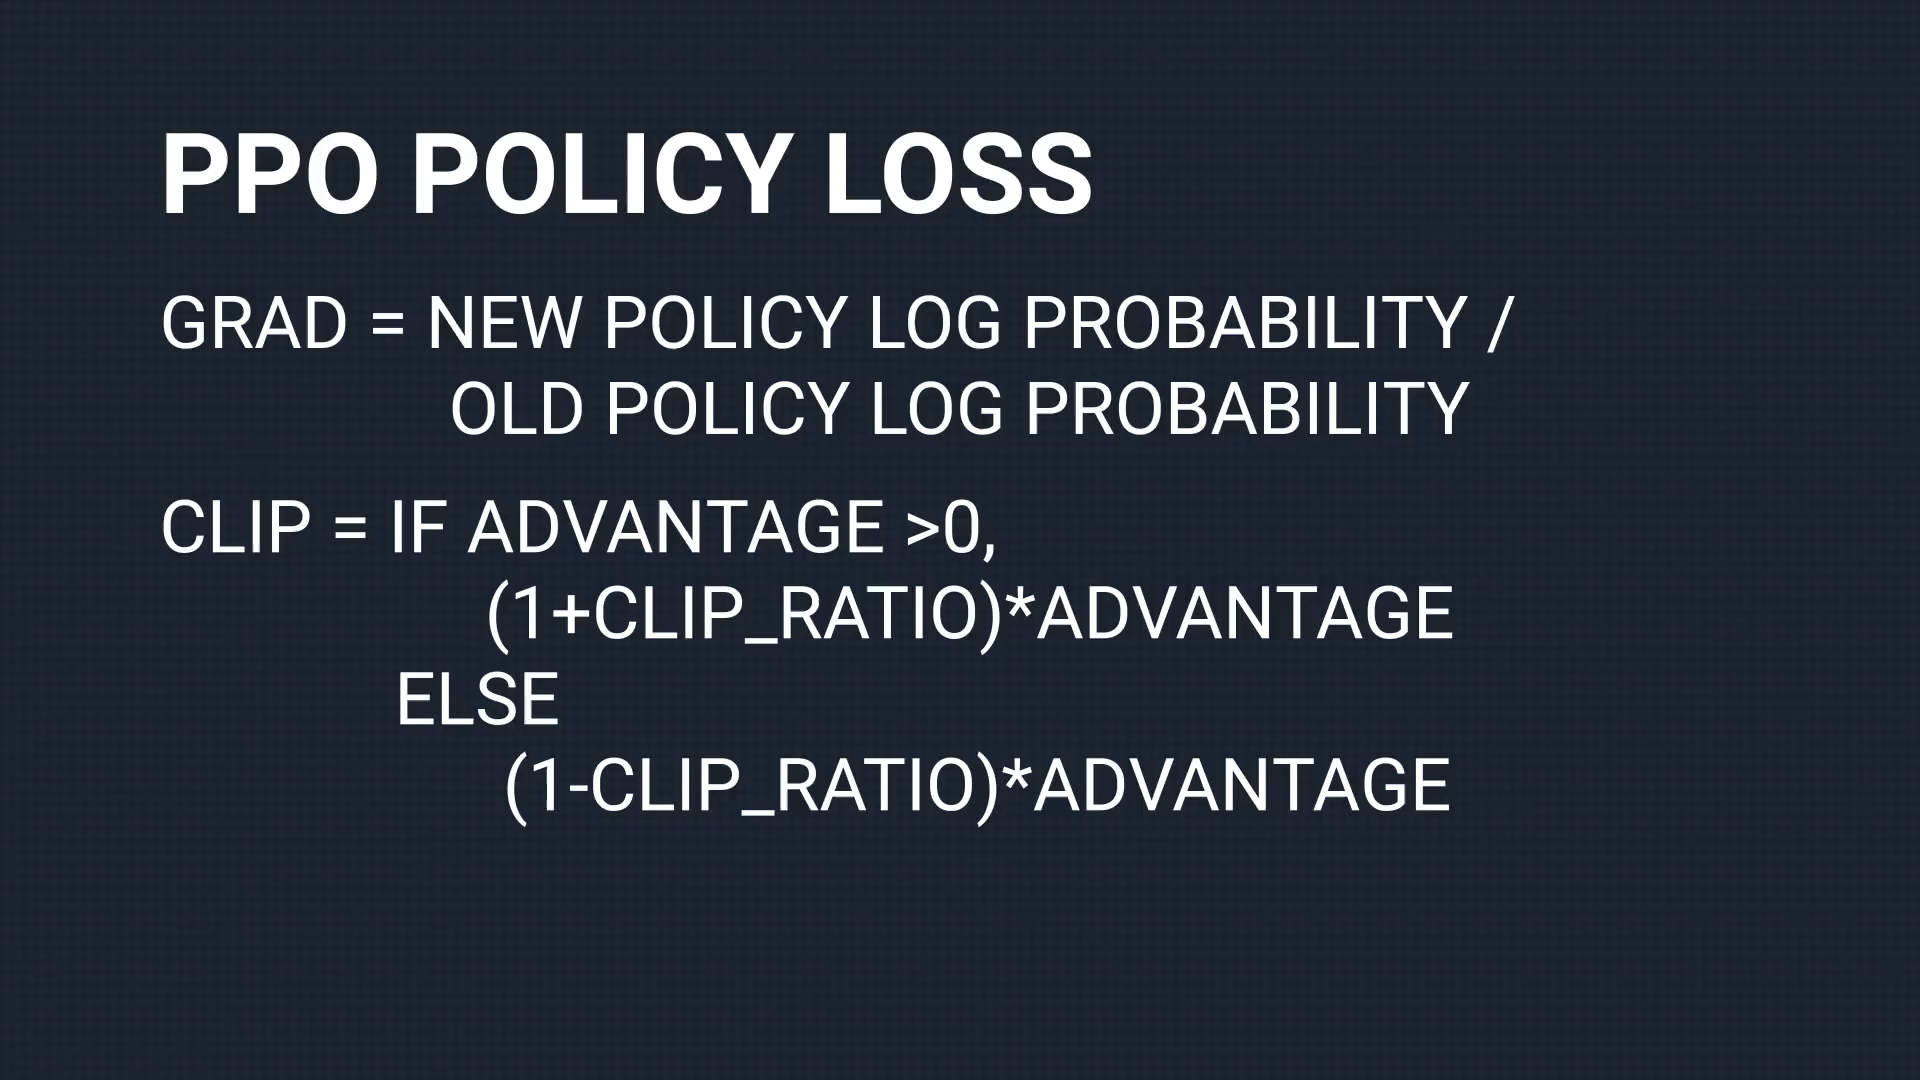 PPO POLICY LOSS
GRAD = NEW POLICY LOG PROBABILITY /
OLD POLICY LOG PROBABILITY
CLIP = IF ADVANTAGE >0,
(1+CLIP_RATIO)*ADVANTAGE
ELSE
(1-CLIP_RATIO)*ADVANTAGE